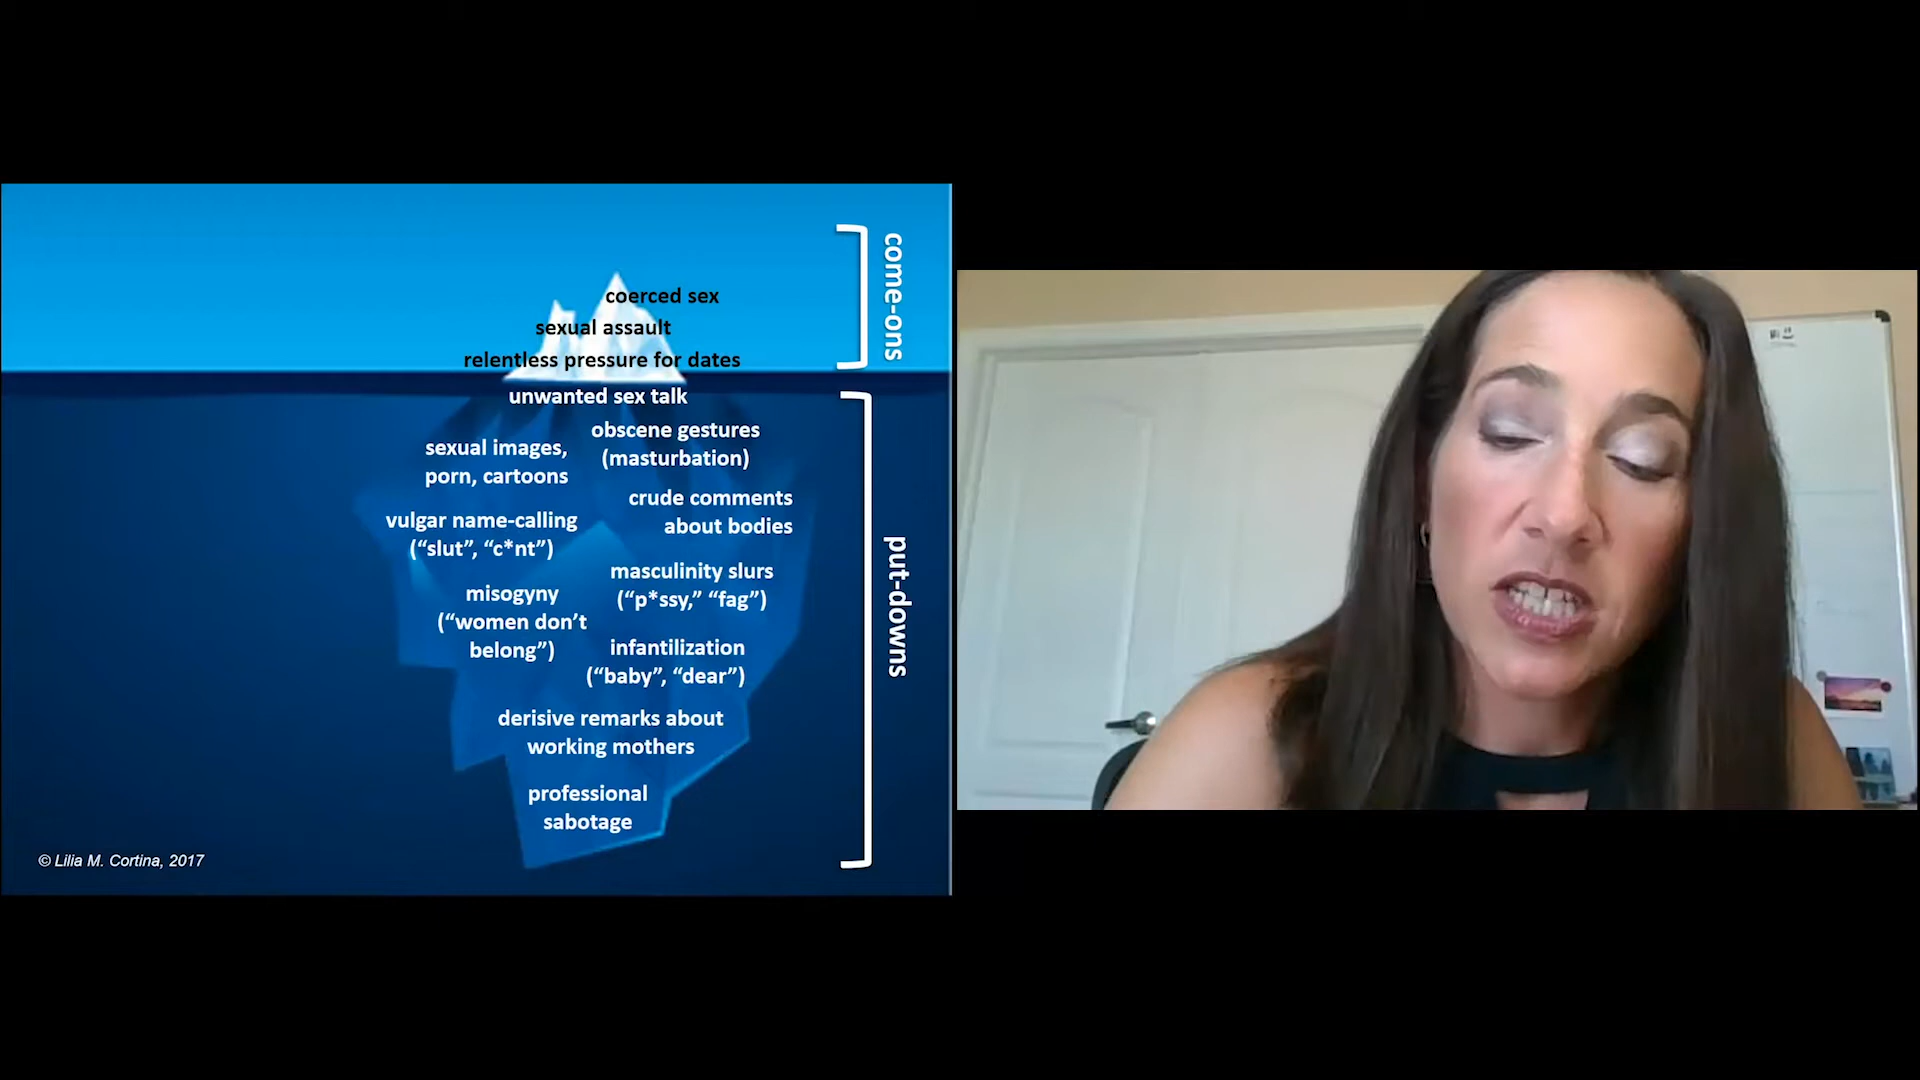 coerced sex
sexual assault
relentless pressure for dates
unwanted sex talk
obscene gestures
(masturbation)
sexual images,
porn, cartoons
crude comments
about bodies
vulgar name-calling
(“slut”, “c*nt”)
masculinity slurs
(“p*ssy,” “fag”)
misogyny
(“women don’t
belong”)
infantilization
(“baby”, “dear”)
derisive remarks about
working mothers
professional
sabotage
come-ons
put-downs
© Lilia M. Cortina, 2017